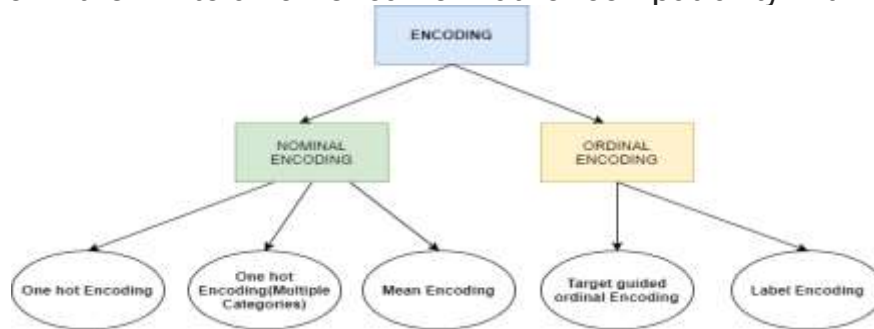 ENCODING
NOMINAL
ENCODING
ORDINAL
ENCODING
One hot Encoding
One hot
Encoding(Multiple
Categories)
Mean Encoding
Target guided
ordinal Encoding
Label Encoding